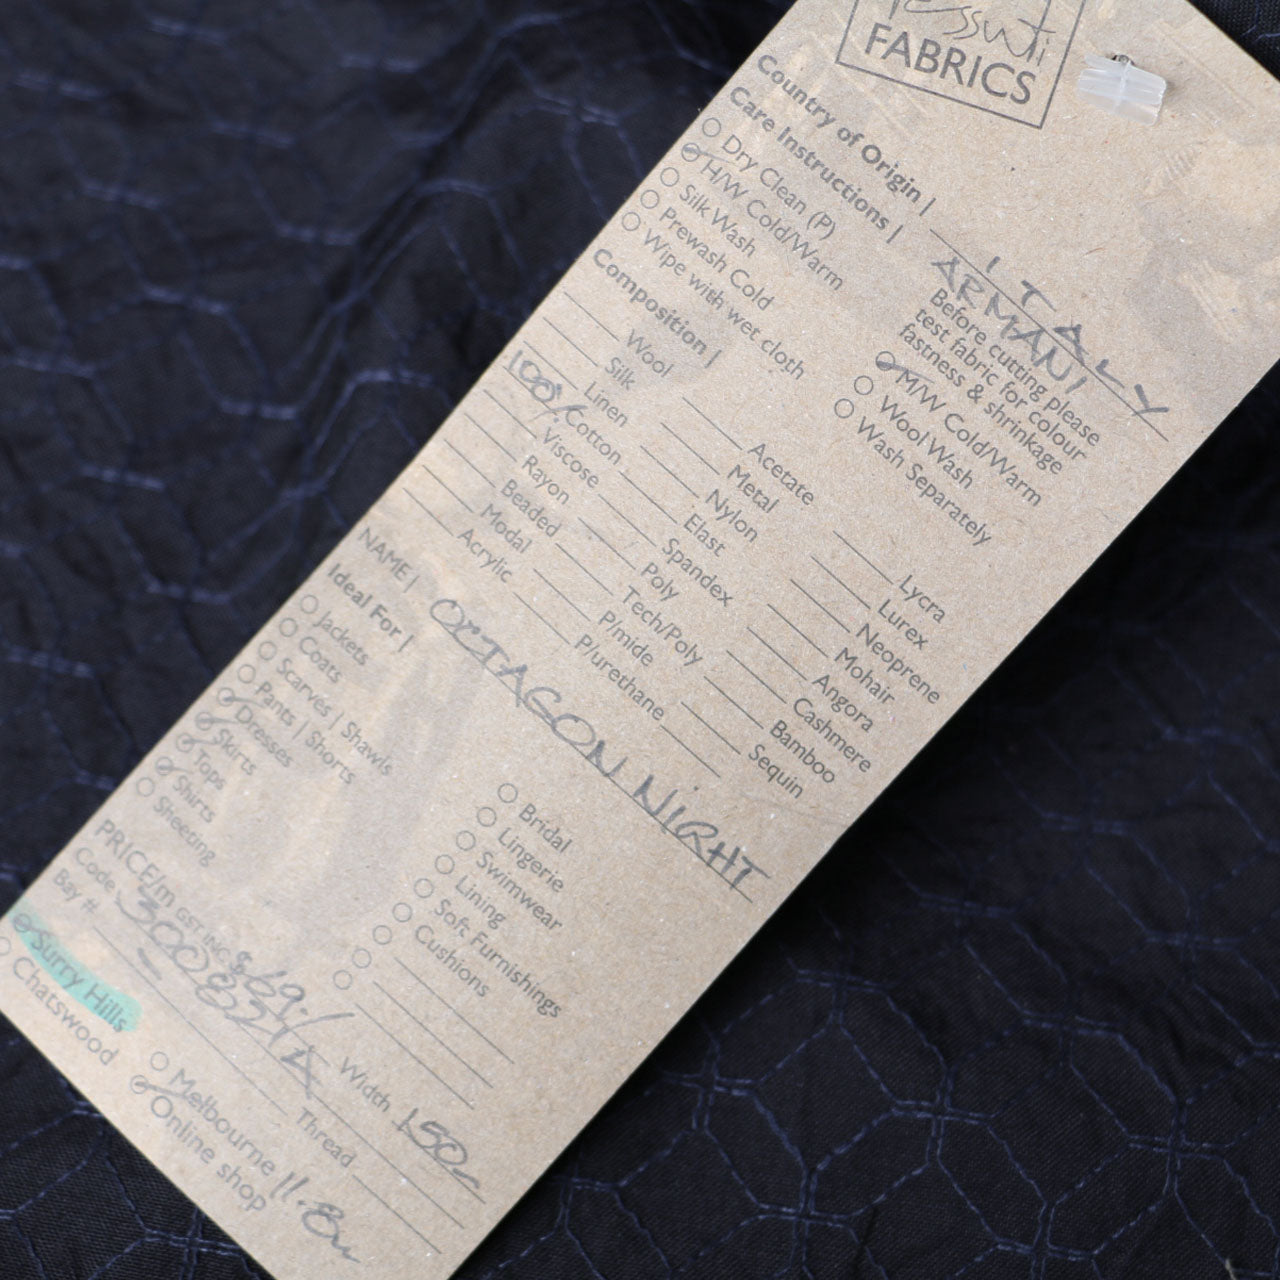 Tessuti
FABRICS
Country of Origin | ITALY
Care Instructions | ARMANI
Dry Clean (P)
H/W Cold/Warm
Silk Wash
Prewash Cold
Wipe with wet cloth
Before cutting please
test fabric for colour
fastness & shrinkage
M/W Cold/Warm
Wool Wash
Wash Separately
Composition |
Wool
Silk
Linen
100% Cotton
Viscose
Rayon
Beaded
Modal
Acrylic
Acetate
Metal
Nylon
Elast
Spandex
Poly
Tech/Poly
P/mide
P/urethane
Lycra
Lurex
Neoprene
Mohair
Angora
Cashmere
Bamboo
Sequin
NAME | OCTAGON NIGHT
Ideal For |
Jackets
Coats
Scarves | Shawls
Pants | Shorts
Dresses
Skirts
Tops
Shirts
Sheeting
Bridal
Lingerie
Swimwear
Lining
Soft Furnishings
Cushions
PRICE/m GST INC $69.
Code
Width 150
Bay #
Thread
Surry Hills
Chatswood
Melbourne
Online shop
11.8m